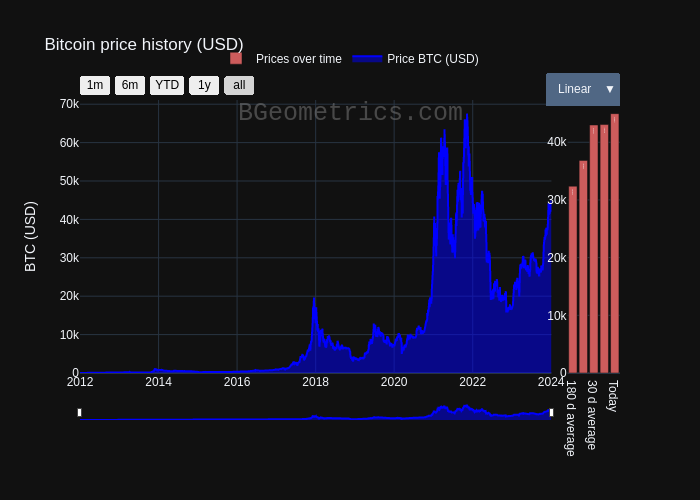 Bitcoin price history (USD)
Prices over time
Price BTC (USD)
1m
6m
YTD
1y
all
Linear ▼
BGeometrics.com
BTC (USD)
70k
60k
50k
40k
30k
20k
10k
0
2012
2014
2016
2018
2020
2022
2024
40k
30k
20k
10k
0
180 d average
30 d average
Today